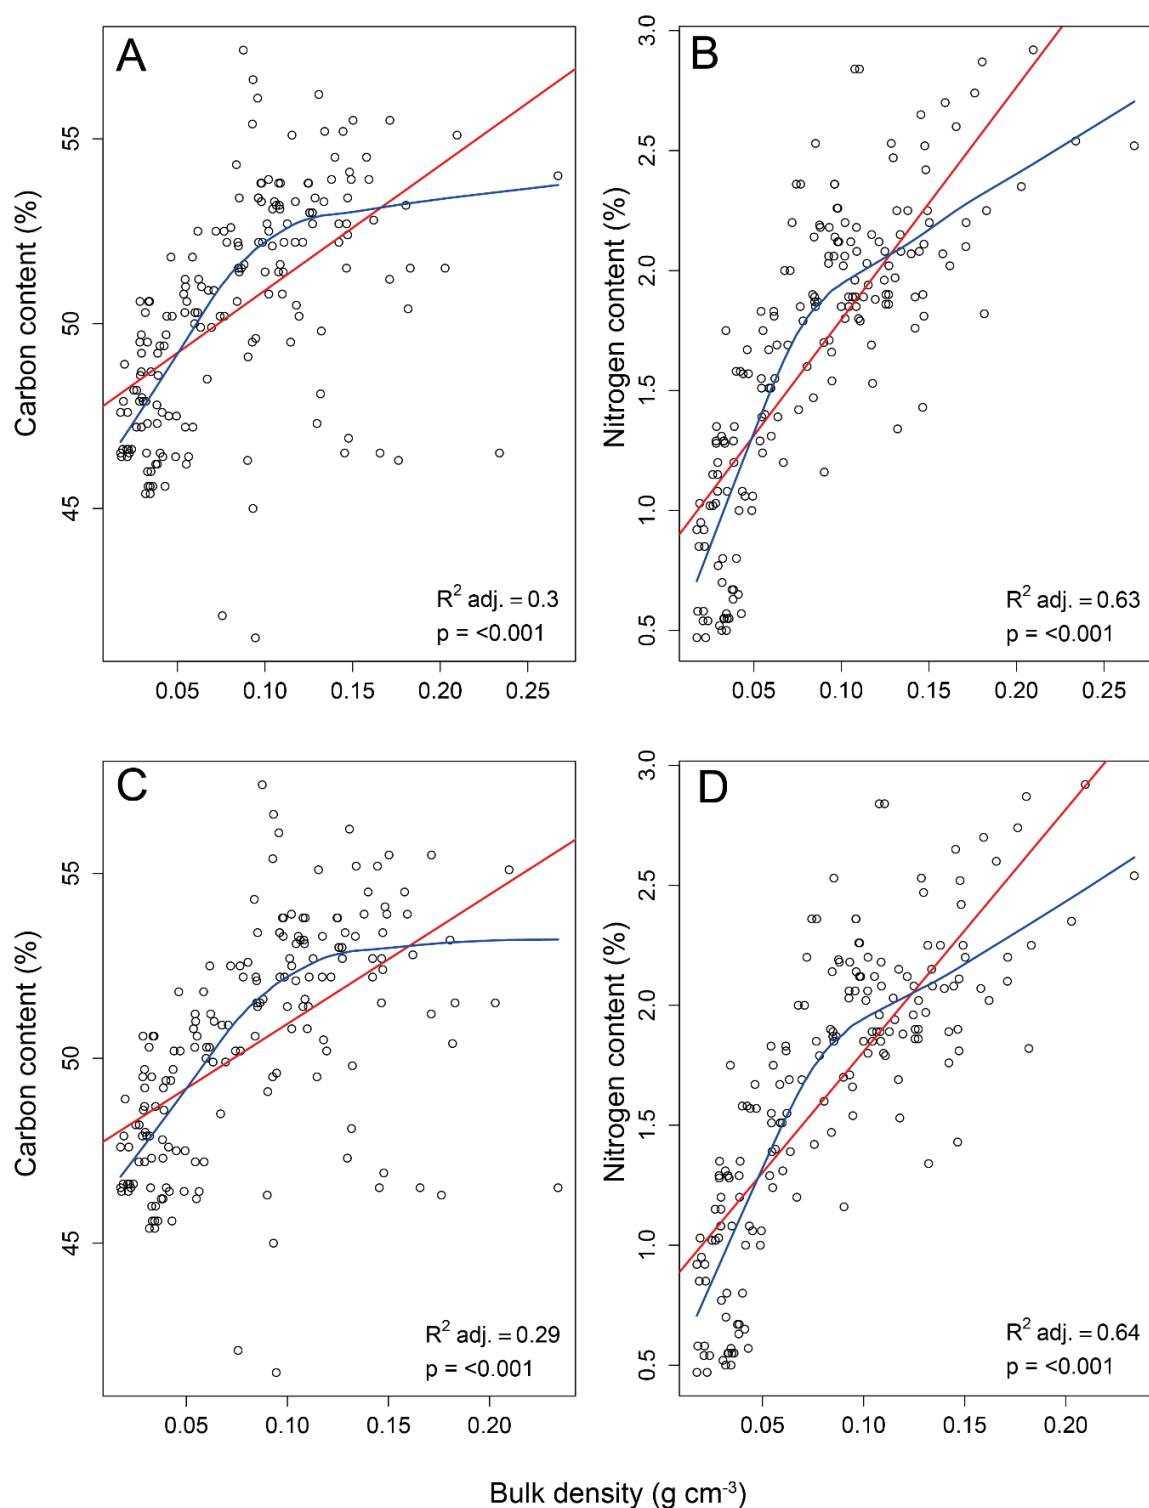 A
Carbon content (%)
45
50
55
R² adj. = 0.3
p = <0.001
0.05
0.10
0.15
0.20
0.25
B
Nitrogen content (%)
0.5
1.0
1.5
2.0
2.5
3.0
R² adj. = 0.63
p = <0.001
0.05
0.10
0.15
0.20
0.25
C
Carbon content (%)
45
50
55
R² adj. = 0.29
p = <0.001
0.05
0.10
0.15
0.20
D
Nitrogen content (%)
0.5
1.0
1.5
2.0
2.5
3.0
R² adj. = 0.64
p = <0.001
0.05
0.10
0.15
0.20
Bulk density (g cm⁻³)